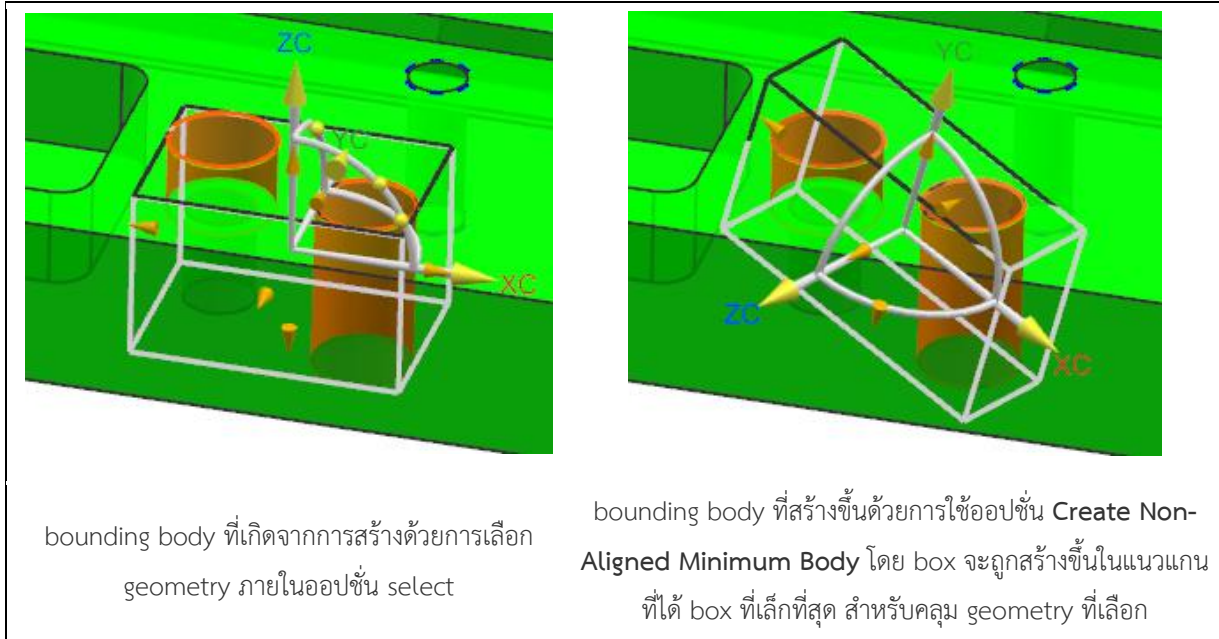 ZC
YC
XC
YC
ZC
XC
bounding body ที่เกิดจากการสร้างด้วยการเลือก
geometry ภายในออปชั่น select
bounding body ที่สร้างขึ้นด้วยการใช้ออปชั่น Create Non-
Aligned Minimum Body โดย box จะถูกสร้างขึ้นในแนวแกน
ที่ได้ box ที่เล็กที่สุด สำหรับคลุม geometry ที่เลือก